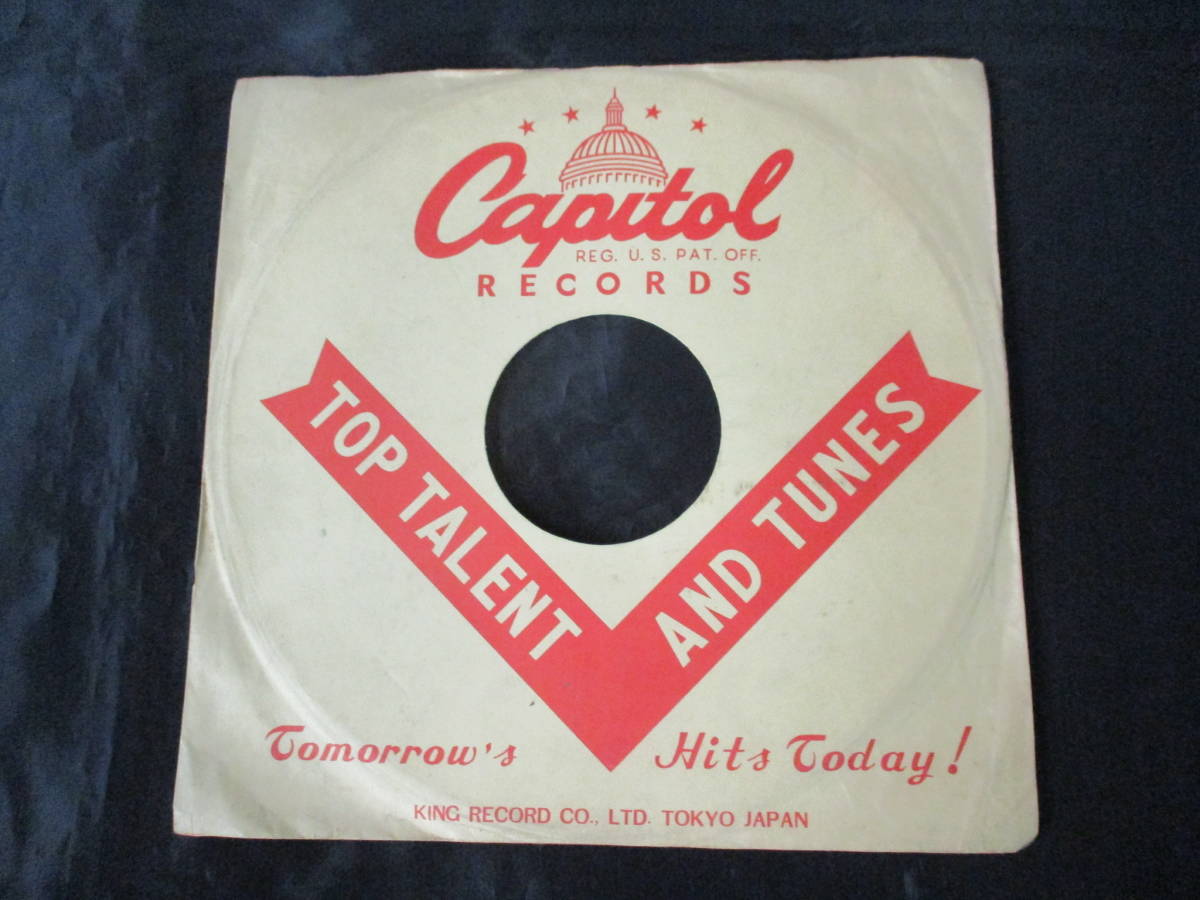 Capitol
REG. U. S. PAT. OFF.
RECORDS
TOP TALENT
AND TUNES
Tomorrow's Hits Today!
KING RECORD CO., LTD. TOKYO JAPAN